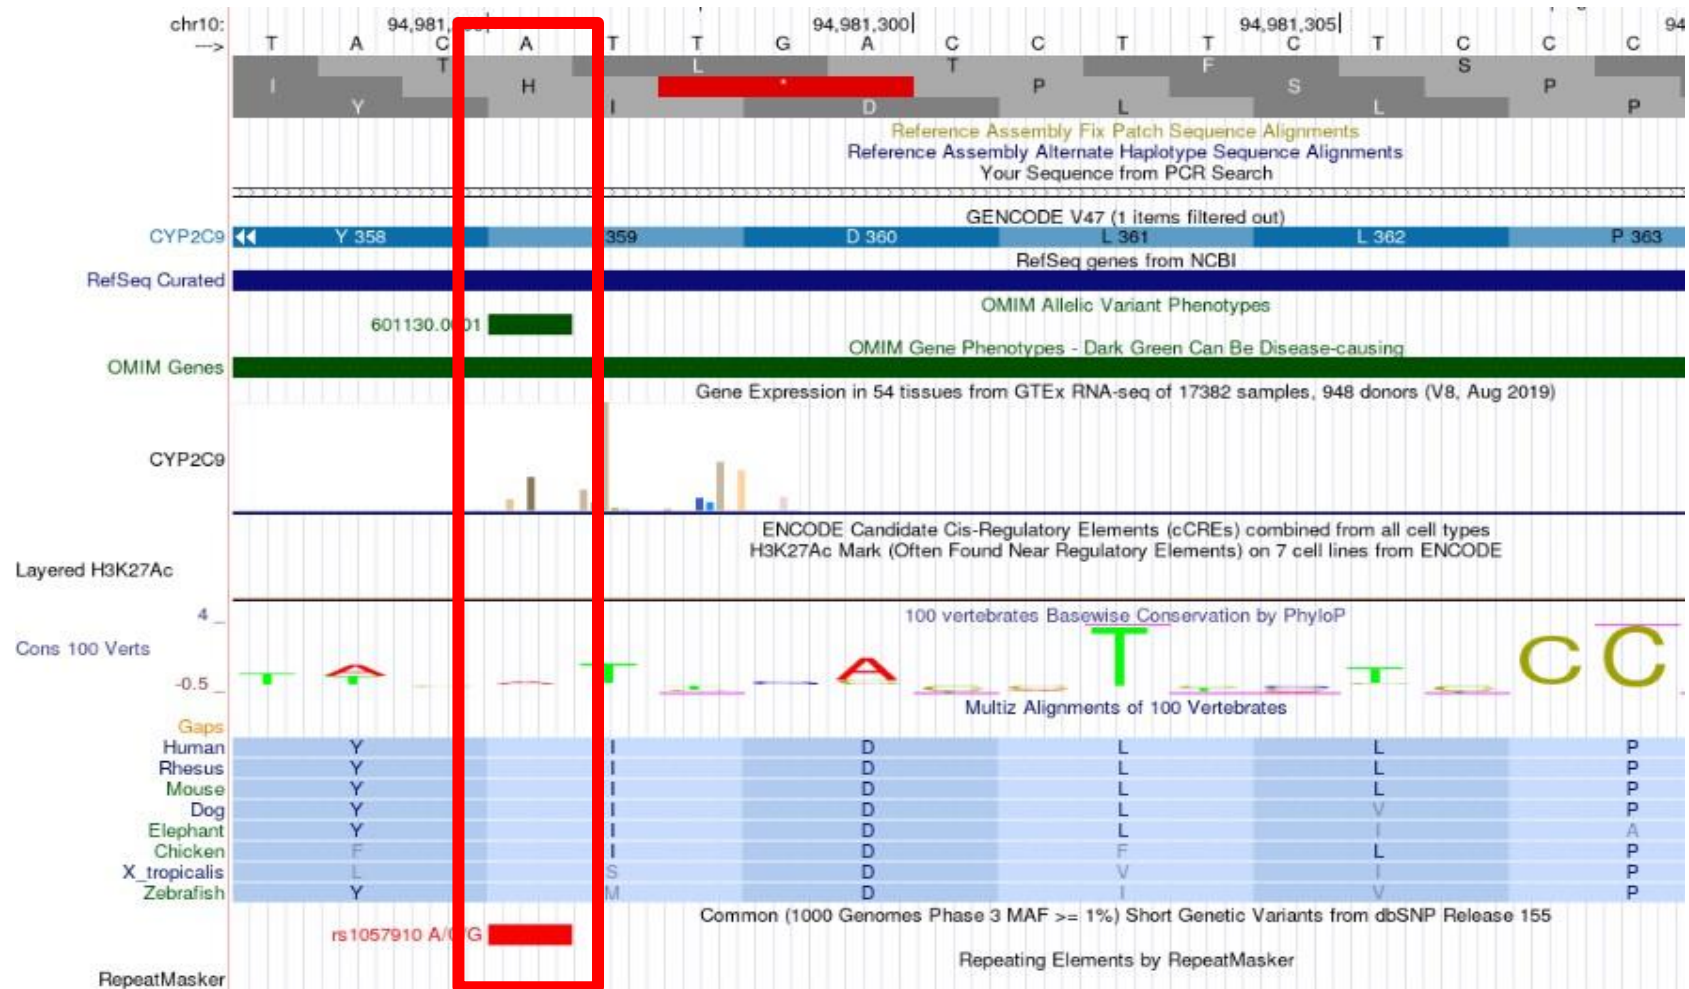 chr10: 94,981, 94,981,300| 94,981,305| 94
---> T A C A T T G A C C T T C T C C C
T L T F S
I H * P S P
Y I D L L P
Reference Assembly Fix Patch Sequence Alignments
Reference Assembly Alternate Haplotype Sequence Alignments
Your Sequence from PCR Search
GENCODE V47 (1 items filtered out)
CYP2C9 Y 358 359 D 360 L 361 L 362 P 363
RefSeq genes from NCBI
RefSeq Curated
OMIM Allelic Variant Phenotypes
601130.0001
OMIM Gene Phenotypes - Dark Green Can Be Disease-causing
OMIM Genes
Gene Expression in 54 tissues from GTEx RNA-seq of 17382 samples, 948 donors (V8, Aug 2019)
CYP2C9
ENCODE Candidate Cis-Regulatory Elements (cCREs) combined from all cell types
H3K27Ac Mark (Often Found Near Regulatory Elements) on 7 cell lines from ENCODE
Layered H3K27Ac
4 _ 100 vertebrates Basewise Conservation by PhyloP
Cons 100 Verts
-0.5 _ T A T A T C C
Multiz Alignments of 100 Vertebrates
Gaps
Human Y I D L L P
Rhesus Y I D L L P
Mouse Y I D L L P
Dog Y I D L V P
Elephant Y I D L I A
Chicken F I D F L P
X_tropicalis L S D V I P
Zebrafish Y M D I V P
Common (1000 Genomes Phase 3 MAF >= 1%) Short Genetic Variants from dbSNP Release 155
rs1057910 A/C/G
Repeating Elements by RepeatMasker
RepeatMasker